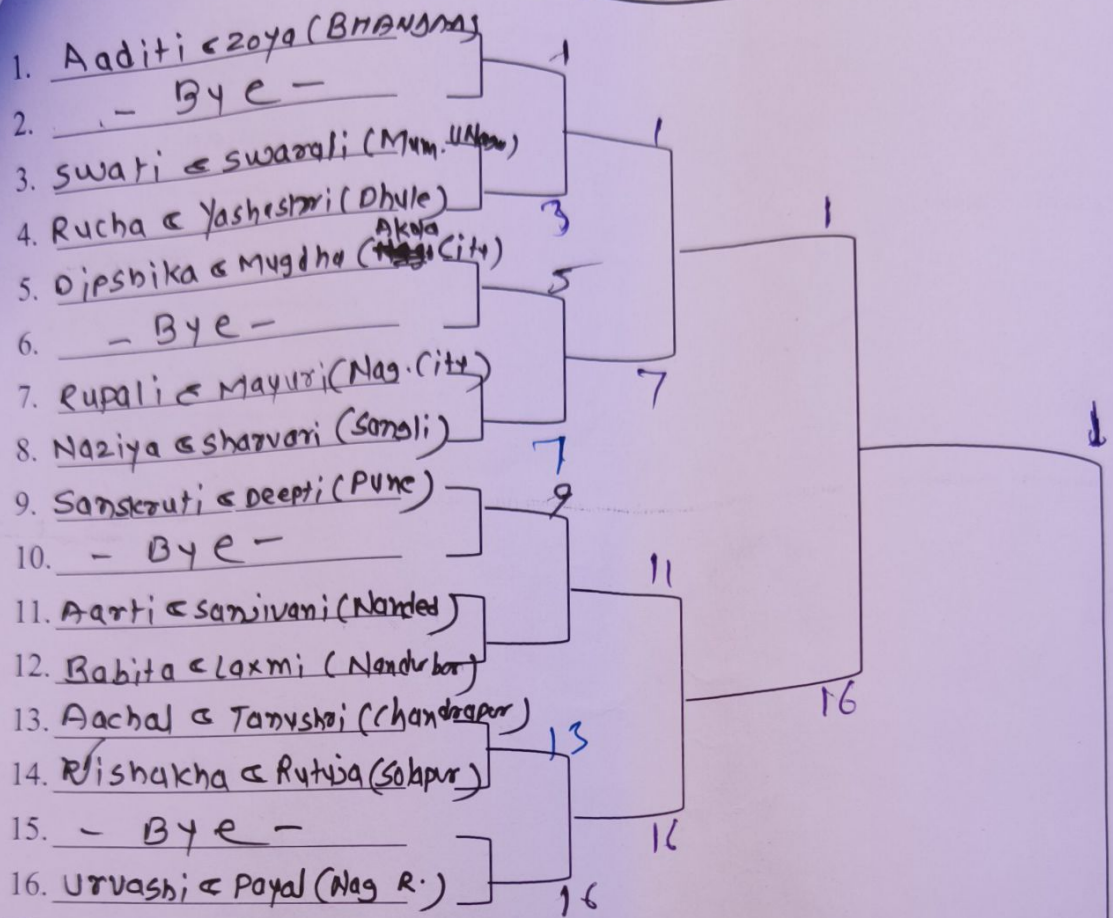 1. Aaditi & Zoya (BHANDARA)
2. - Bye -
3. Swati & Swarali (Mum.
4. Rucha & Yasheshri (Dhule)
Akola
5. Dipshika & Mugdha (City)
6. - Bye -
7. Rupali & Mayuri (Nag. City)
8. Naziya & Sharvari (Sangli)
9. Sanskruti & Deepti (Pune)
10. - Bye -
11. Aarti & Sanjivani (Nanded)
12. Babita & Laxmi (Nandurbar)
13. Aachal & Tanushri (Chandrapur)
14. Vishakha & Rutuja (Solapur)
15. - Bye -
16. Urvashi & Payal (Nag R.)
1
3
5
7
9
13
16
1
7
11
16
1
16
1